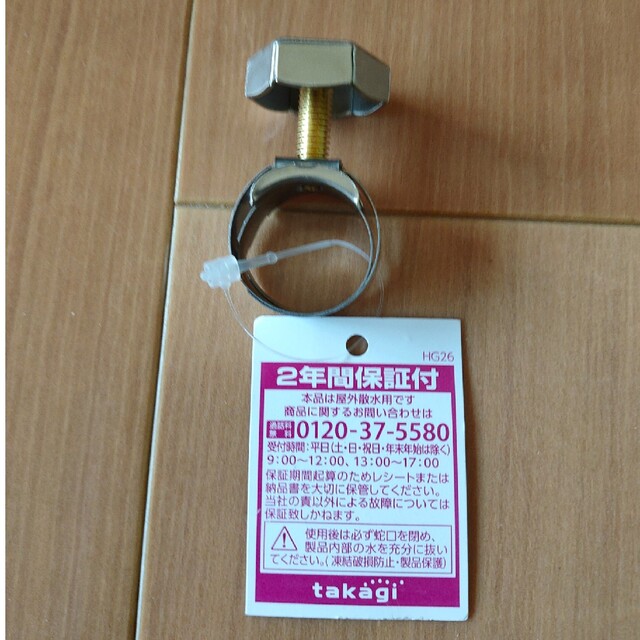 HG26
2年間保証付
本品は屋外散水用です
商品に関するお問い合わせは
通話料無料 0120-37-5580
受付時間:平日(土・日・祝日・年末年始は除く)
9:00〜12:00、13:00〜17:00
保証期間起算のためレシートまたは
納品書を大切に保管してください。
当社の責以外による故障については
保証致しかねます。
使用後は必ず蛇口を閉め、
製品内部の水を充分に抜い
てください。(凍結破損防止・製品保護)
takagi